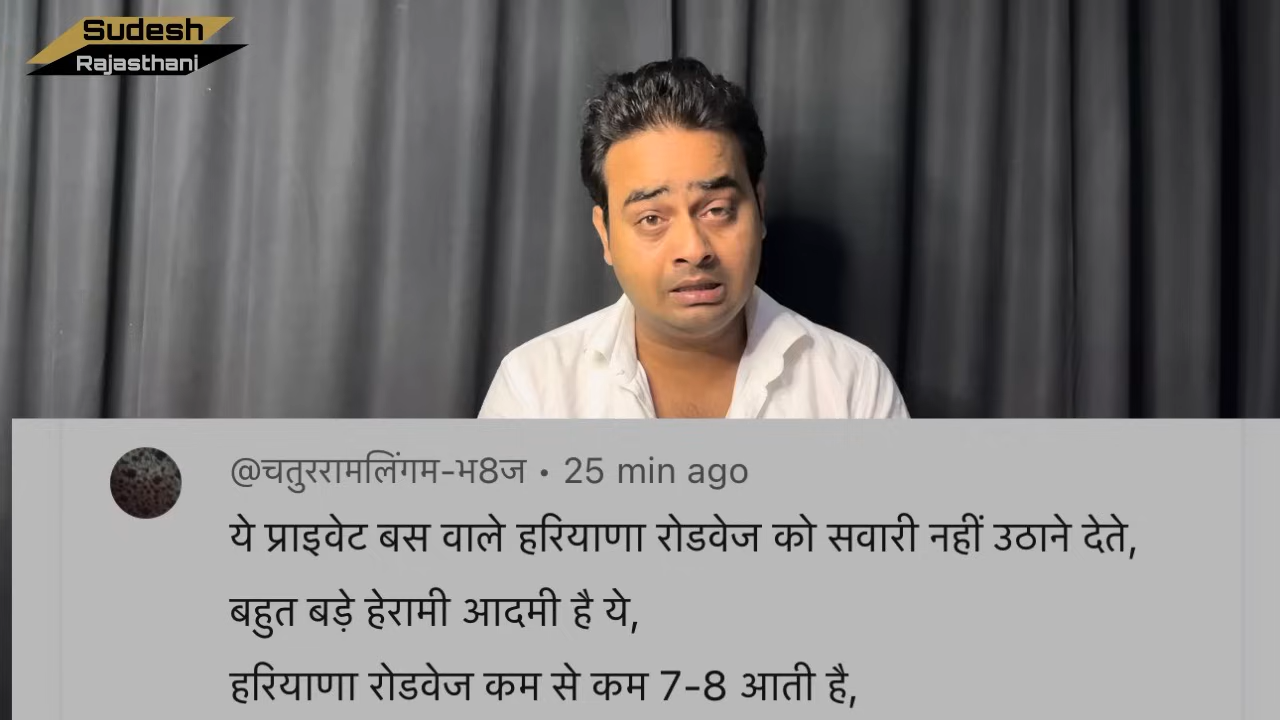 Sudesh
Rajasthani
@चतुररामलिंगम-भ8ज • 25 min ago
ये प्राइवेट बस वाले हरियाणा रोडवेज को सवारी नहीं उठाने देते,
बहुत बड़े हेरामी आदमी है ये,
हरियाणा रोडवेज कम से कम 7-8 आती है,